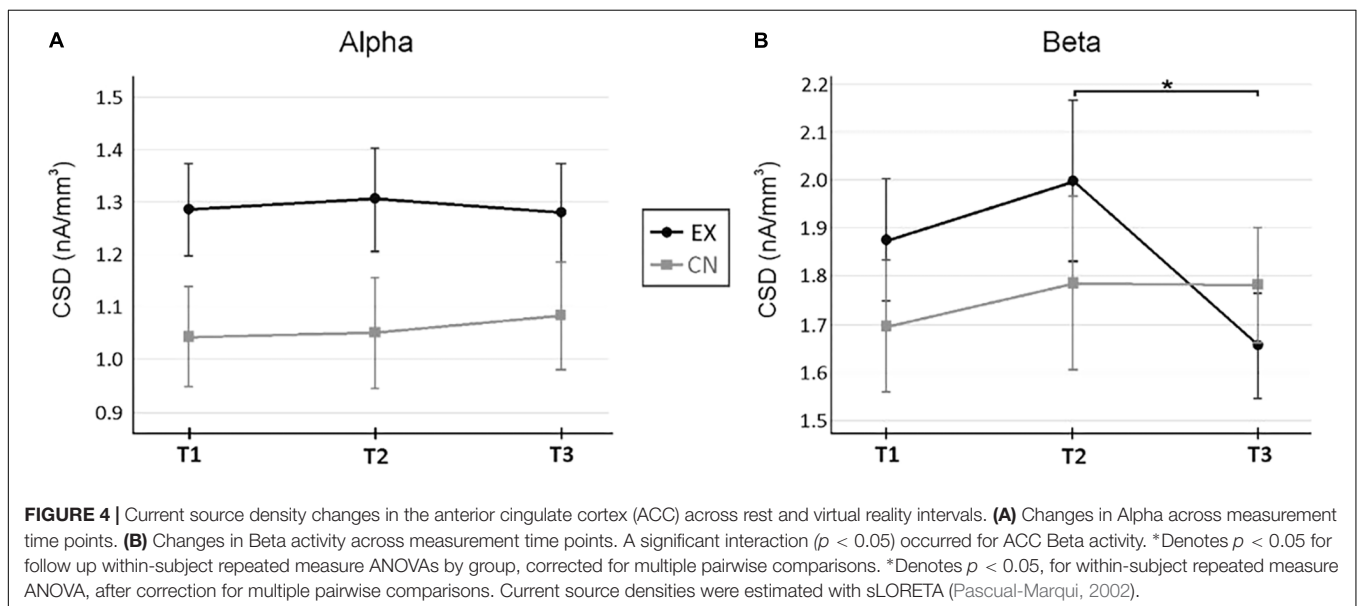 A
Alpha
CSD (nA/mm³)
1.5
1.4
1.3
1.2
1.1
1.0
0.9
T1 T2 T3
EX
CN
B
Beta
*
CSD (nA/mm³)
2.2
2.1
2.0
1.9
1.8
1.7
1.6
1.5
T1 T2 T3
FIGURE 4 | Current source density changes in the anterior cingulate cortex (ACC) across rest and virtual reality intervals. (A) Changes in Alpha across measurement
time points. (B) Changes in Beta activity across measurement time points. A significant interaction (p < 0.05) occurred for ACC Beta activity. *Denotes p < 0.05 for
follow up within-subject repeated measure ANOVAs by group, corrected for multiple pairwise comparisons. *Denotes p < 0.05, for within-subject repeated measure
ANOVA, after correction for multiple pairwise comparisons. Current source densities were estimated with sLORETA (Pascual-Marqui, 2002).